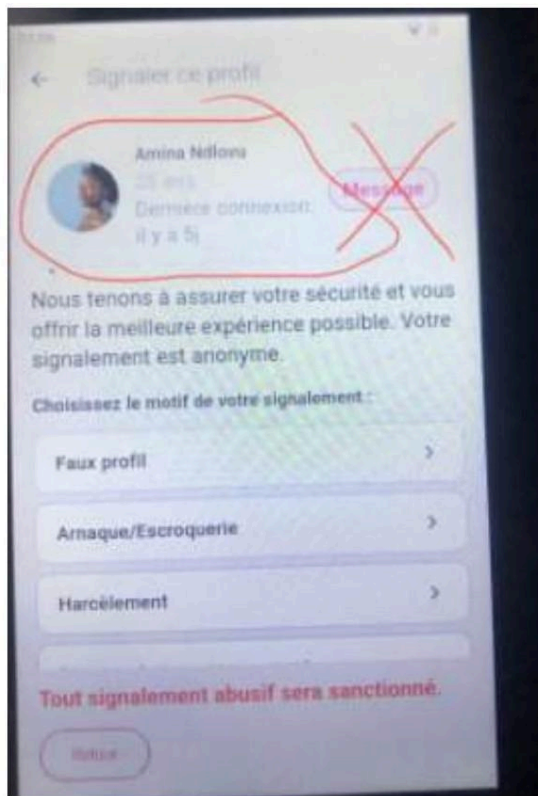 Signaler ce profil
Amina Ndlovu
Dernière connexion:
il y a 5j
Message
Nous tenons à assurer votre sécurité et vous
offrir la meilleure expérience possible. Votre
signalement est anonyme.
Choisissez le motif de votre signalement :
Faux profil
Arnaque/Escroquerie
Harcèlement
Tout signalement abusif sera sanctionné.
Retour